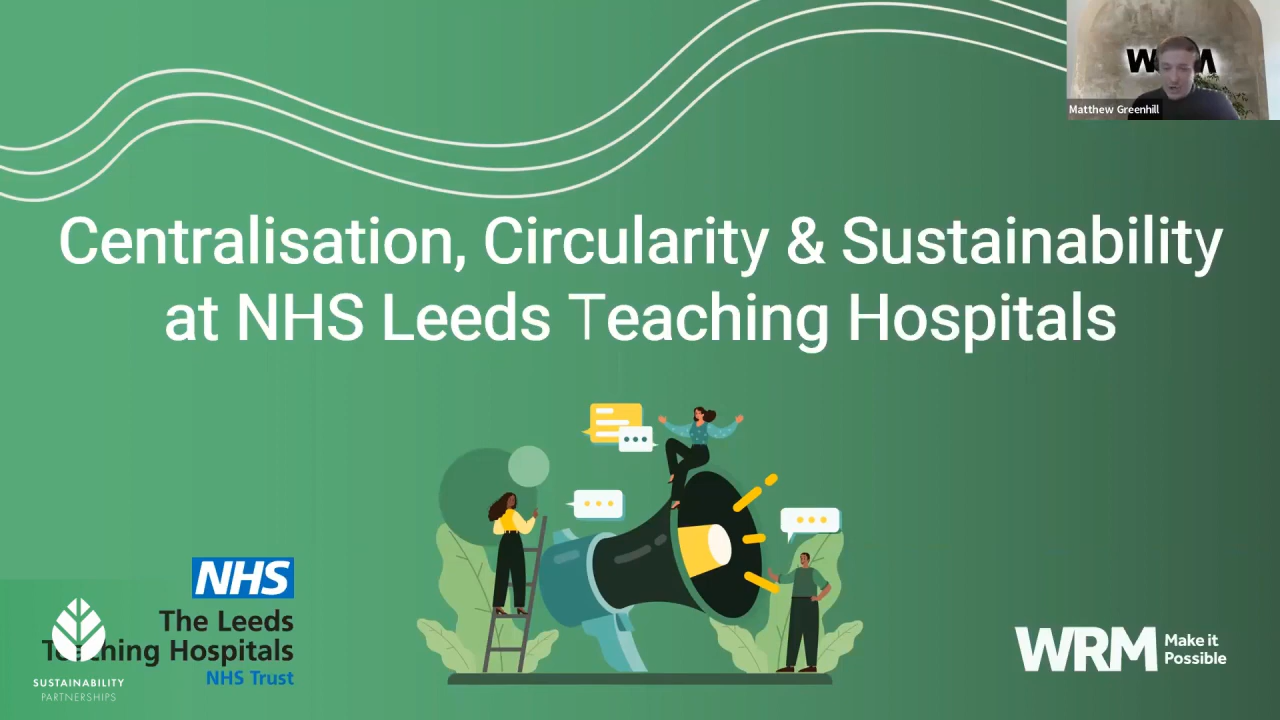 WRM
Matthew Greenhill
Centralisation, Circularity & Sustainability
at NHS Leeds Teaching Hospitals
NHS
The Leeds
Teaching Hospitals
NHS Trust
SUSTAINABILITY
PARTNERSHIPS
WRM
Make it
Possible